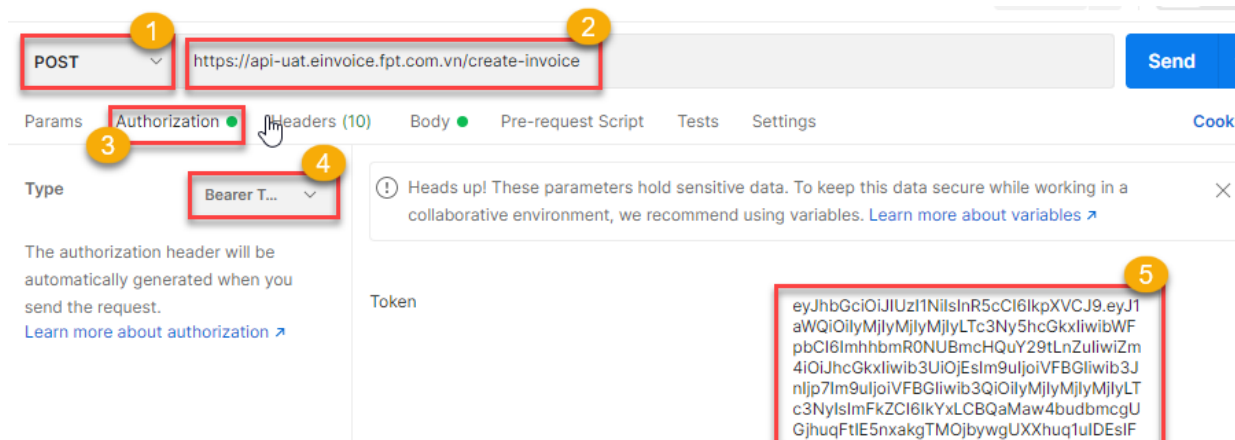 1
2
POST
https://api-uat.einvoice.fpt.com.vn/create-invoice
Send
Params Authorization Headers (10) Body Pre-request Script Tests Settings Cook
3
4
Type
Bearer T...
Heads up! These parameters hold sensitive data. To keep this data secure while working in a
collaborative environment, we recommend using variables. Learn more about variables
The authorization header will be
automatically generated when you
send the request.
Learn more about authorization
5
Token
eyJhbGciOiJIUzI1NiIsInR5cCI6IkpXVCJ9.eyJ1
aWQiOiIyMjIyMjIyMjIyLTc3Ny5hcGkxIiwibWF
pbCI6ImhhbmR0NUBmcHQuY29tLnZuIiwiZm
4iOiJhcGkxIiwib3UiOjEsIm9uIjoiVFBGIiwib3J
nIjp7Im9uIjoiVFBGIiwib3QiOiIyMjIyMjIyMjIyLT
c3NyIsImFkZCI6IkYxLCBQaMaw4budbmcgU
GjhuqFtIE5nxakgTMOjbywgUXXhuq1uIDEsIF